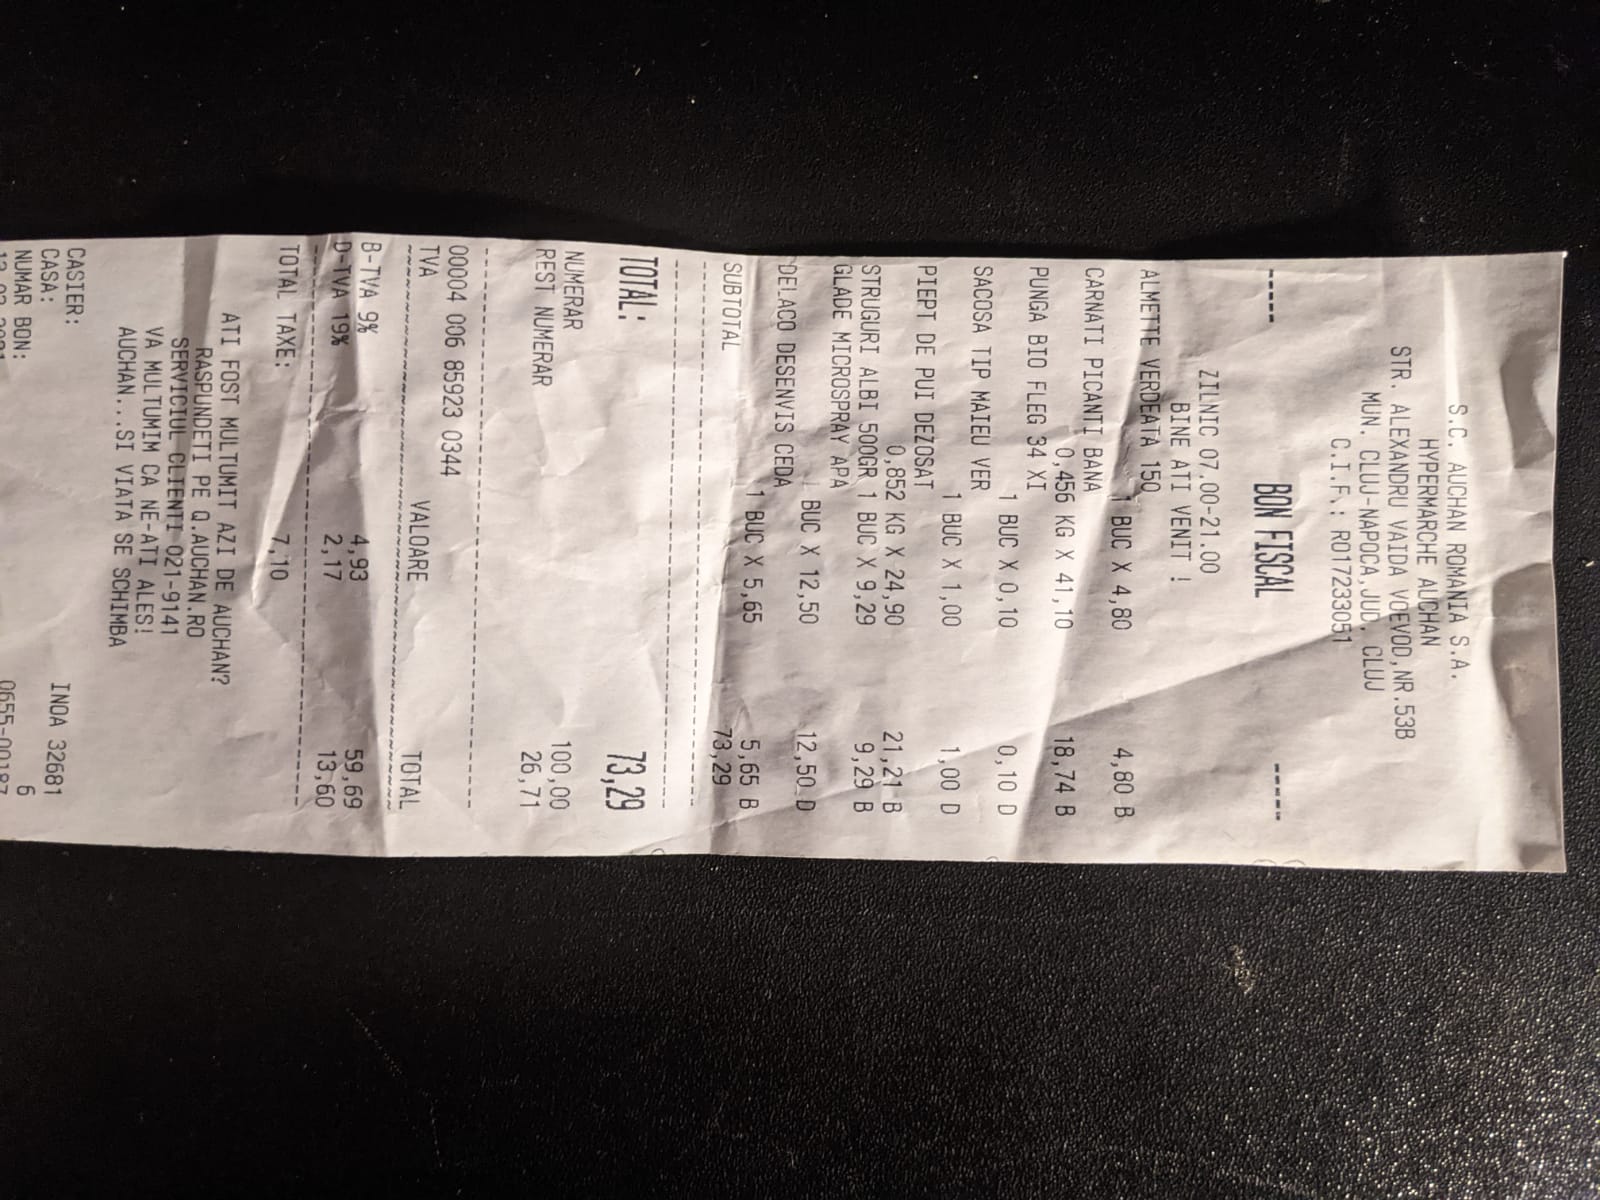 S.C. AUCHAN ROMANIA S.A.
HYPERMARCHE AUCHAN
STR. ALEXANDRU VAIDA VOEVOD,NR.53B
MUN. CLUJ-NAPOCA,JUD. CLUJ
C.I.F.: RO17233051
----- BON FISCAL -----
ZILNIC 07.00-21.00
BINE ATI VENIT !
ALMETTE VERDEATA 150
1 BUC X 4,80 4,80 B
CARNATI PICANTI BANA
0,456 KG X 41,10 18,74 B
PUNGA BIO FLEG 34 XI
1 BUC X 0,10 0,10 D
SACOSA TIP MAIEU VER
1 BUC X 1,00 1,00 D
PIEPT DE PUI DEZOSAT
0,852 KG X 24,90 21,21 B
STRUGURI ALBI 500GR 1 BUC X 9,29 9,29 B
GLADE MICROSPRAY APA
1 BUC X 12,50 12,50 D
DELACO DESENVIS CEDA
1 BUC X 5,65 5,65 B
SUBTOTAL 73,29
TOTAL: 73,29
NUMERAR 100,00
REST NUMERAR 26,71
00004 006 85923 0344
TVA VALOARE TOTAL
B-TVA 9% 4,93 59,69
D-TVA 19% 2,17 13,60
TOTAL TAXE: 7,10
ATI FOST MULTUMIT AZI DE AUCHAN?
RASPUNDETI PE Q.AUCHAN.RO
SERVICIUL CLIENTI 021-9141
VA MULTUMIM CA NE-ATI ALES!
AUCHAN...SI VIATA SE SCHIMBA
CASIER: INOA 32681
CASA: 6
NUMAR BON: 0655-00187